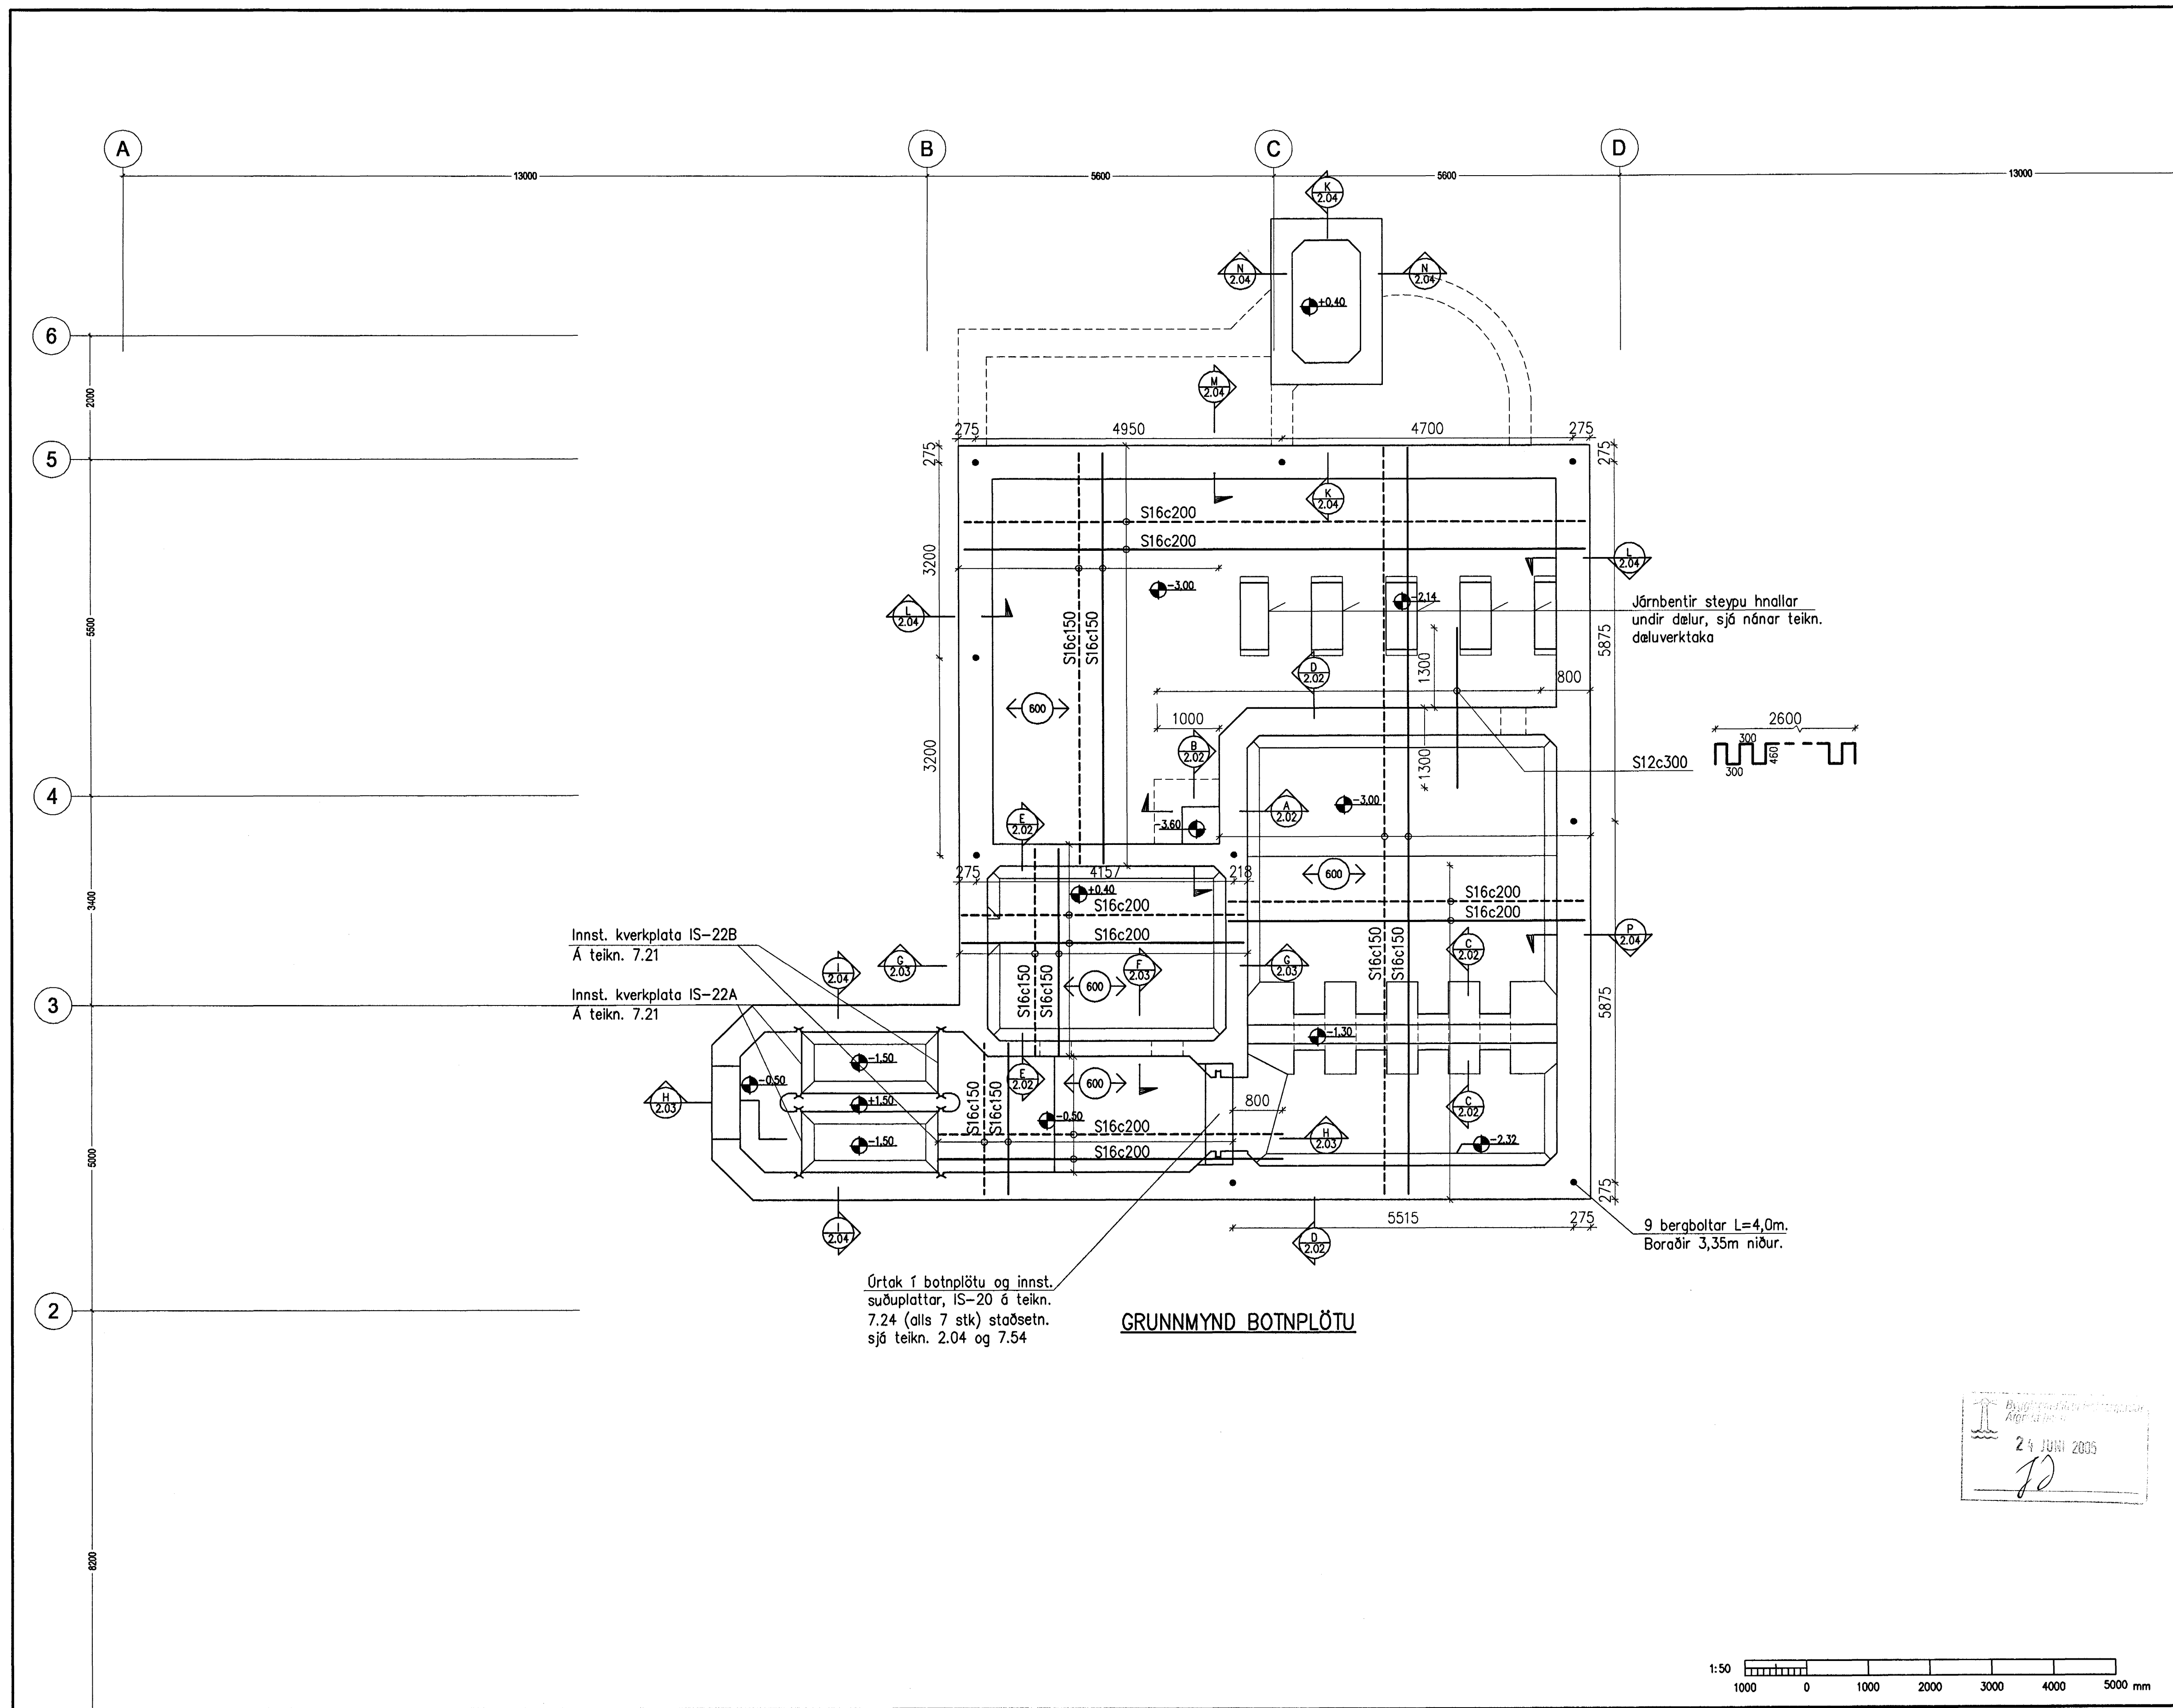 A
B
C
D
13000
5600
5600
13000
K
2.04
N
2.04
N
2.04
+0.40
6
2000
M
2.04
275
4950
4700
275
5
275
275
K
2.04
S16c200
S16c200
3200
L
2.04
-3.00
-2.14
L
2.04
Járnbentir steypu hnallar
undir dælur, sjá nánar teikn.
dæluverktaka
5500
S16c150
S16c150
5875
D
2.02
1300
800
600
1000
3200
B
2.02
1300
2600
300
460
300
S12c300
4
-3.00
A
2.02
E
2.02
-3.60
275
4157
218
600
+0.40
3400
S16c200
S16c200
S16c200
S16c200
Innst. kverkplata IS-22B
Á teikn. 7.21
P
2.04
C
2.02
G
2.03
G
2.03
I
2.04
F
2.03
S16c150
S16c150
S16c150
S16c150
600
Innst. kverkplata IS-22A
Á teikn. 7.21
3
5875
-1.30
-1.50
-0.50
E
2.02
600
H
2.03
+1.50
S16c150
S16c150
800
C
2.02
-0.50
S16c200
H
2.03
-1.50
S16c200
-2.32
5000
275
5515
275
I
2.04
D
2.02
9 bergboltar L=4,0m.
Boraðir 3,35m niður.
Úrtak í botnplötu og innst.
suðuplattar, IS-20 á teikn.
7.24 (alls 7 stk) staðsetn.
sjá teikn. 2.04 og 7.54
2
GRUNNMYND BOTNPLÖTU
24 JUNI 2005
8200
1:50
1000
0
1000
2000
3000
4000
5000 mm